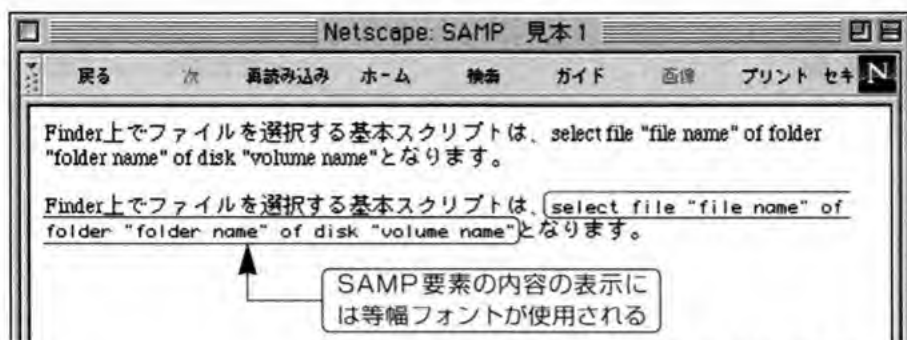 Netscape: SAMP 見本1
戻る 次 再読み込み ホーム 検索 ガイド 画像 プリント セキ N
Finder上でファイルを選択する基本スクリプトは、select file "file name" of folder
"folder name" of disk "volume name"となります。
Finder上でファイルを選択する基本スクリプトは、select file "file name" of
folder "folder name" of disk "volume name"となります。
SAMP要素の内容の表示に
は等幅フォントが使用される